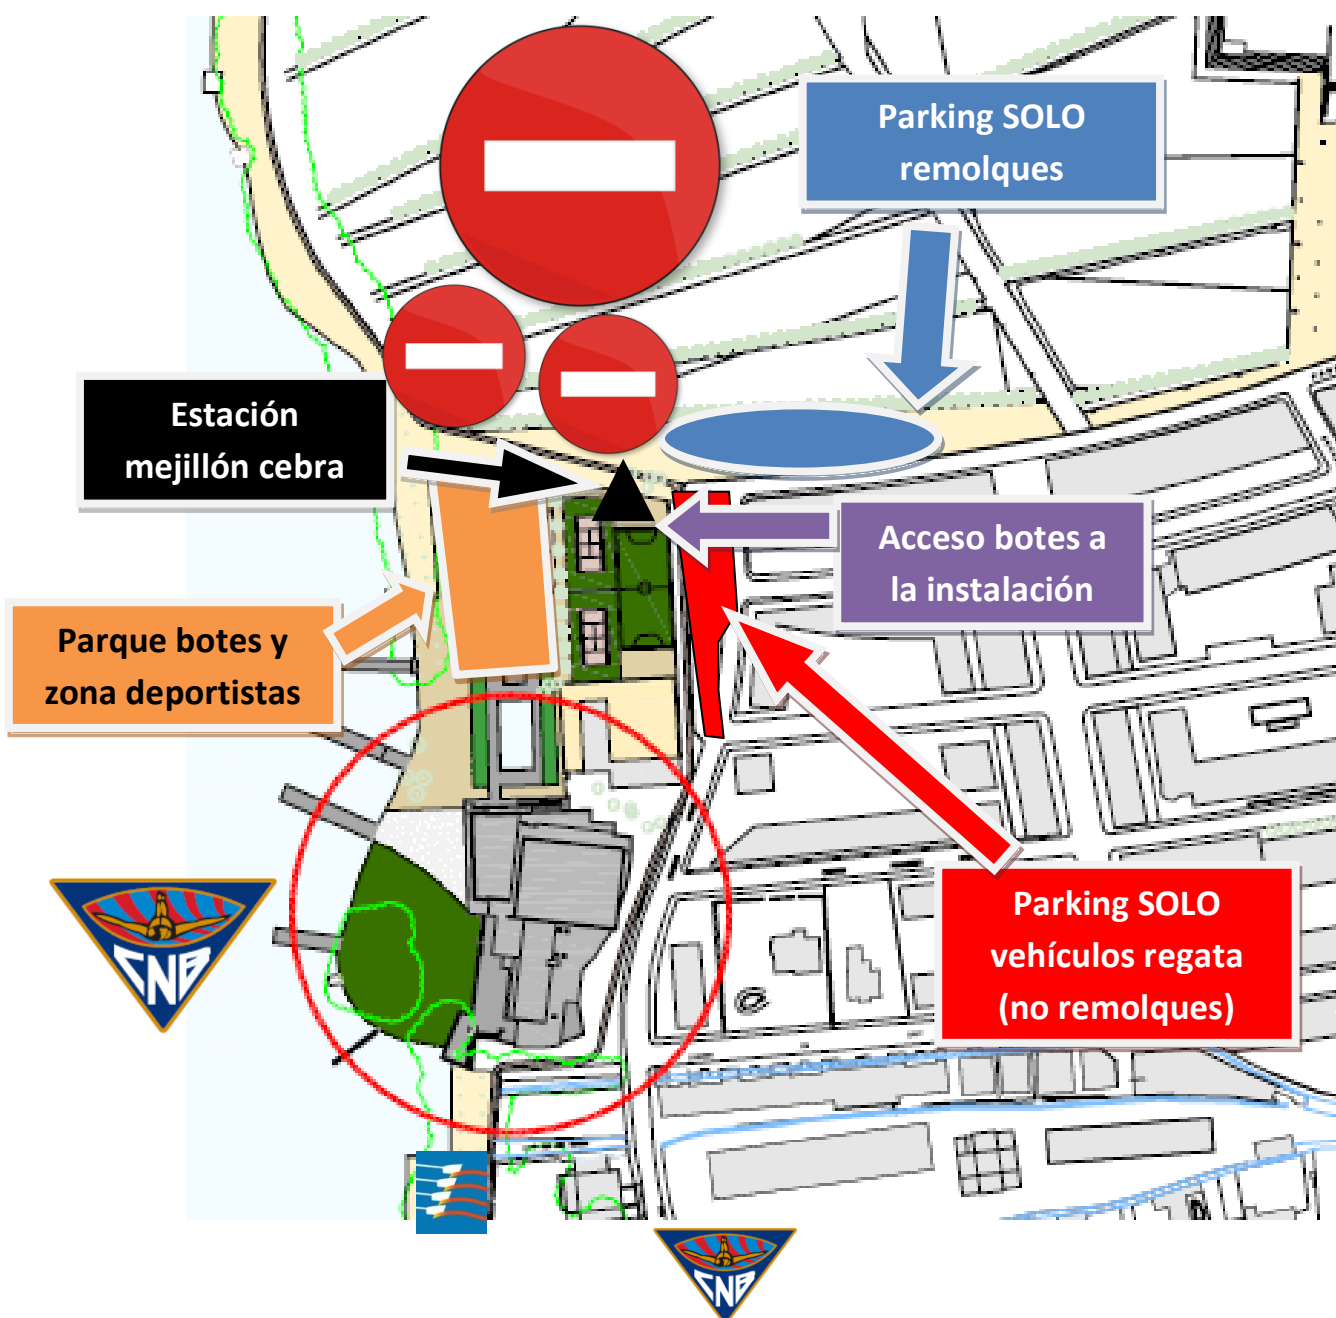 Parking SOLO
remolques
Estación
mejillón cebra
Acceso botes a
la instalación
Parque botes y
zona deportistas
Parking SOLO
vehículos regata
(no remolques)
CNB
CNB